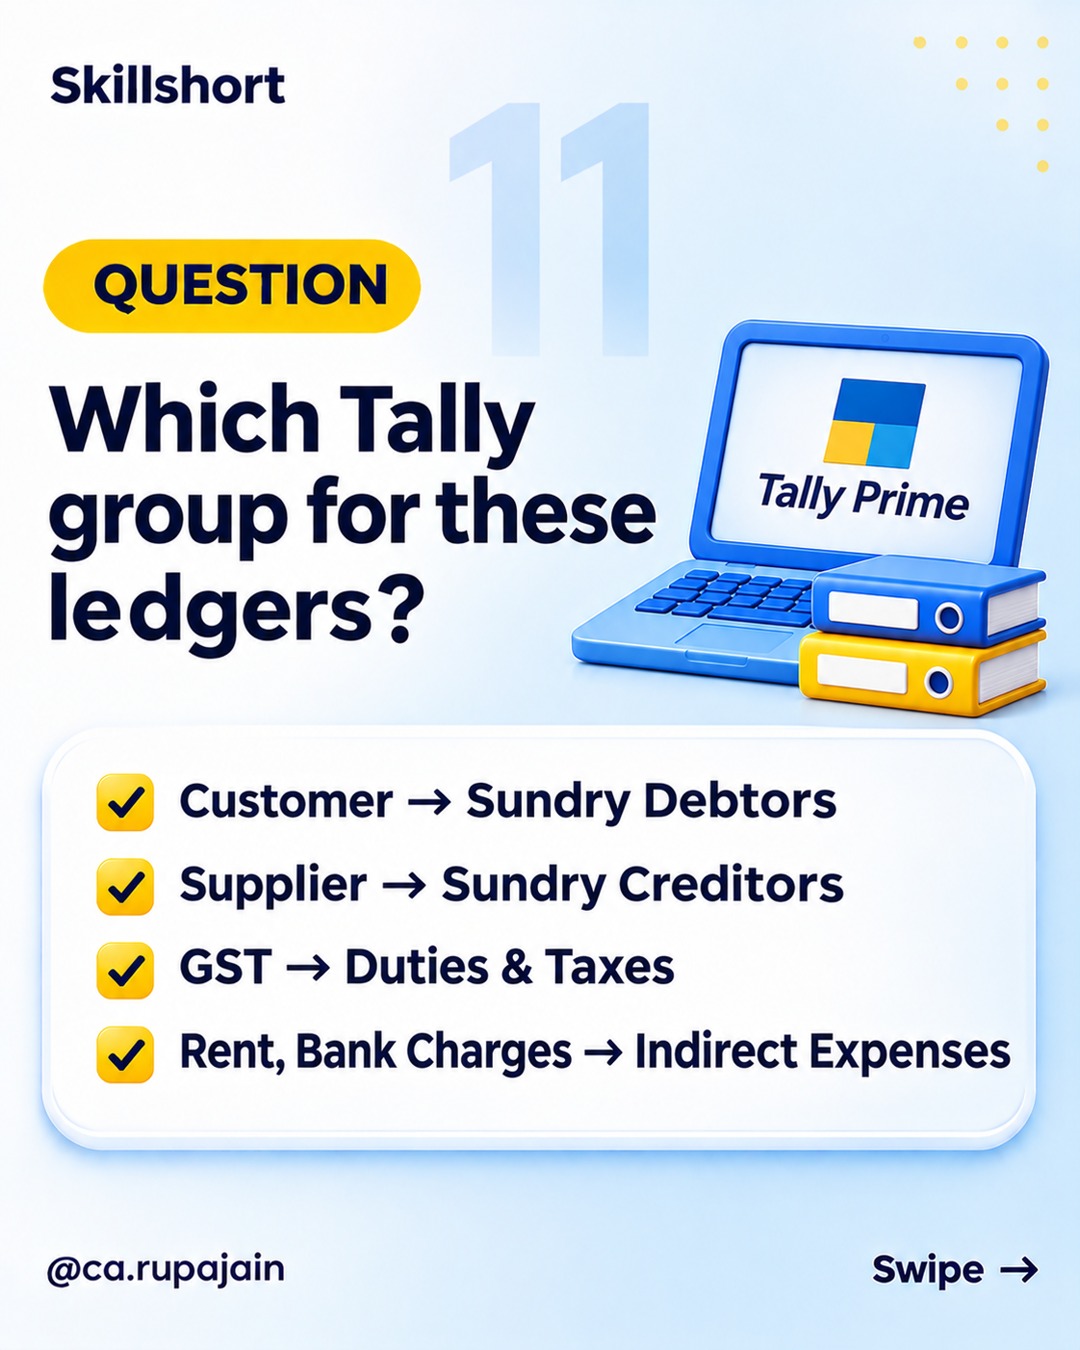 Skillshort
11
QUESTION
Which Tally
group for these
ledgers?
Tally Prime
Customer → Sundry Debtors
Supplier → Sundry Creditors
GST → Duties & Taxes
Rent, Bank Charges → Indirect Expenses
@ca.rupajain
Swipe →